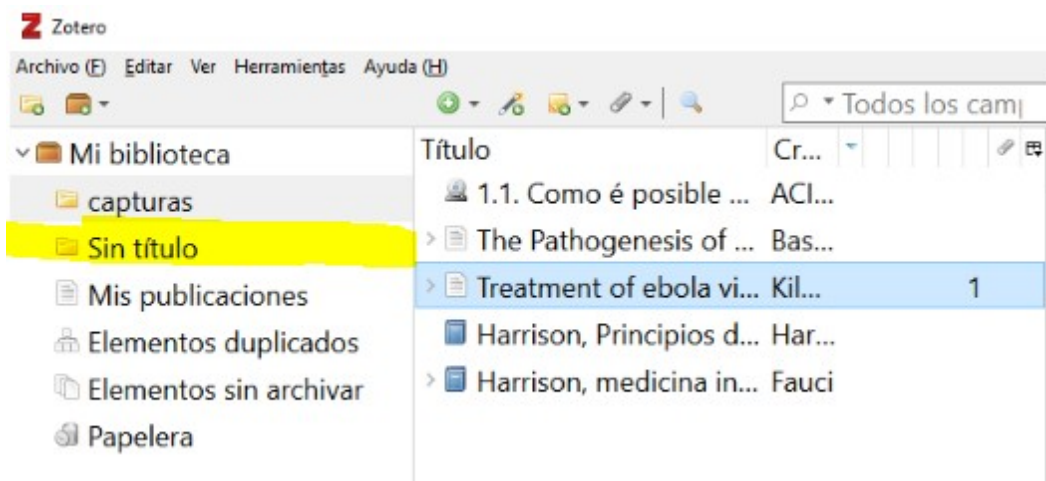 Zotero
Archivo (F) Editar Ver Herramientas Ayuda (H)
Todos los cam
Mi biblioteca
capturas
Sin título
Mis publicaciones
Elementos duplicados
Elementos sin archivar
Papelera
Título Cr...
1.1. Como é posible ... ACI...
The Pathogenesis of ... Bas...
Treatment of ebola vi... Kil... 1
Harrison, Principios d... Har...
Harrison, medicina in... Fauci